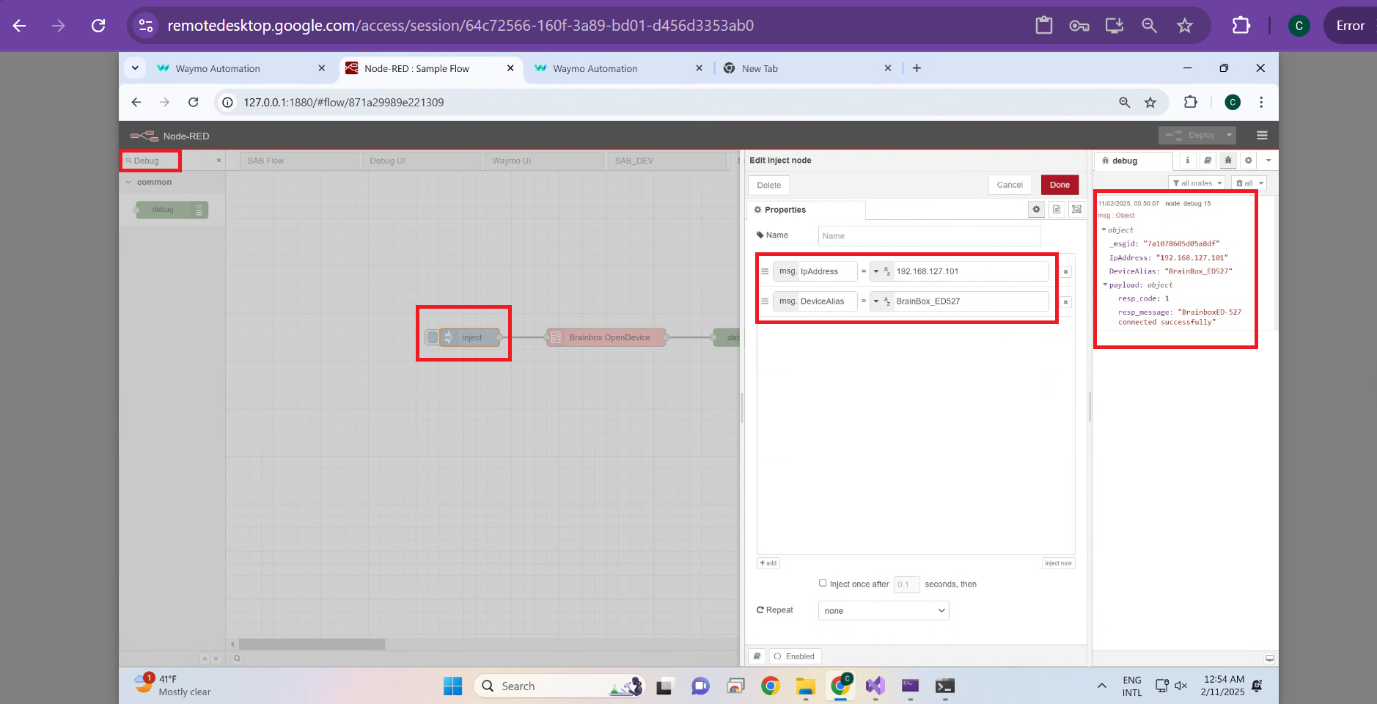 remotedesktop.google.com/access/session/64c72566-160f-3a89-bd01-d456d3353ab0
C
Error
Waymo Automation
Node-RED : Sample Flow
Waymo Automation
New Tab
127.0.0.1:1880/#flow/871a29989e221309
C
Node-RED
Deploy
Debug
SAB Flow
Debug UI
Waymo UI
SAB_DEV
Edit inject node
debug
common
Delete
Cancel
Done
all nodes
all
debug
Properties
Name
Name
msg. IpAddress = 192.168.127.101
msg. DeviceAlias = BrainBox_ED527
11/02/2025, 00:50:07 node: debug 15
msg : Object
object
_msgid: "7a1078605d05a8df"
IpAddress: "192.168.127.101"
DeviceAlias: "BrainBox_ED527"
payload: object
resp_code: 1
resp_message: "BrainboxED-527
connected successfully"
inject
Brainbox OpenDevice
+ add
Inject now
Inject once after 0.1 seconds, then
Repeat
none
Enabled
1
41°F
Mostly clear
Search
C
ENG
INTL
12:54 AM
2/11/2025